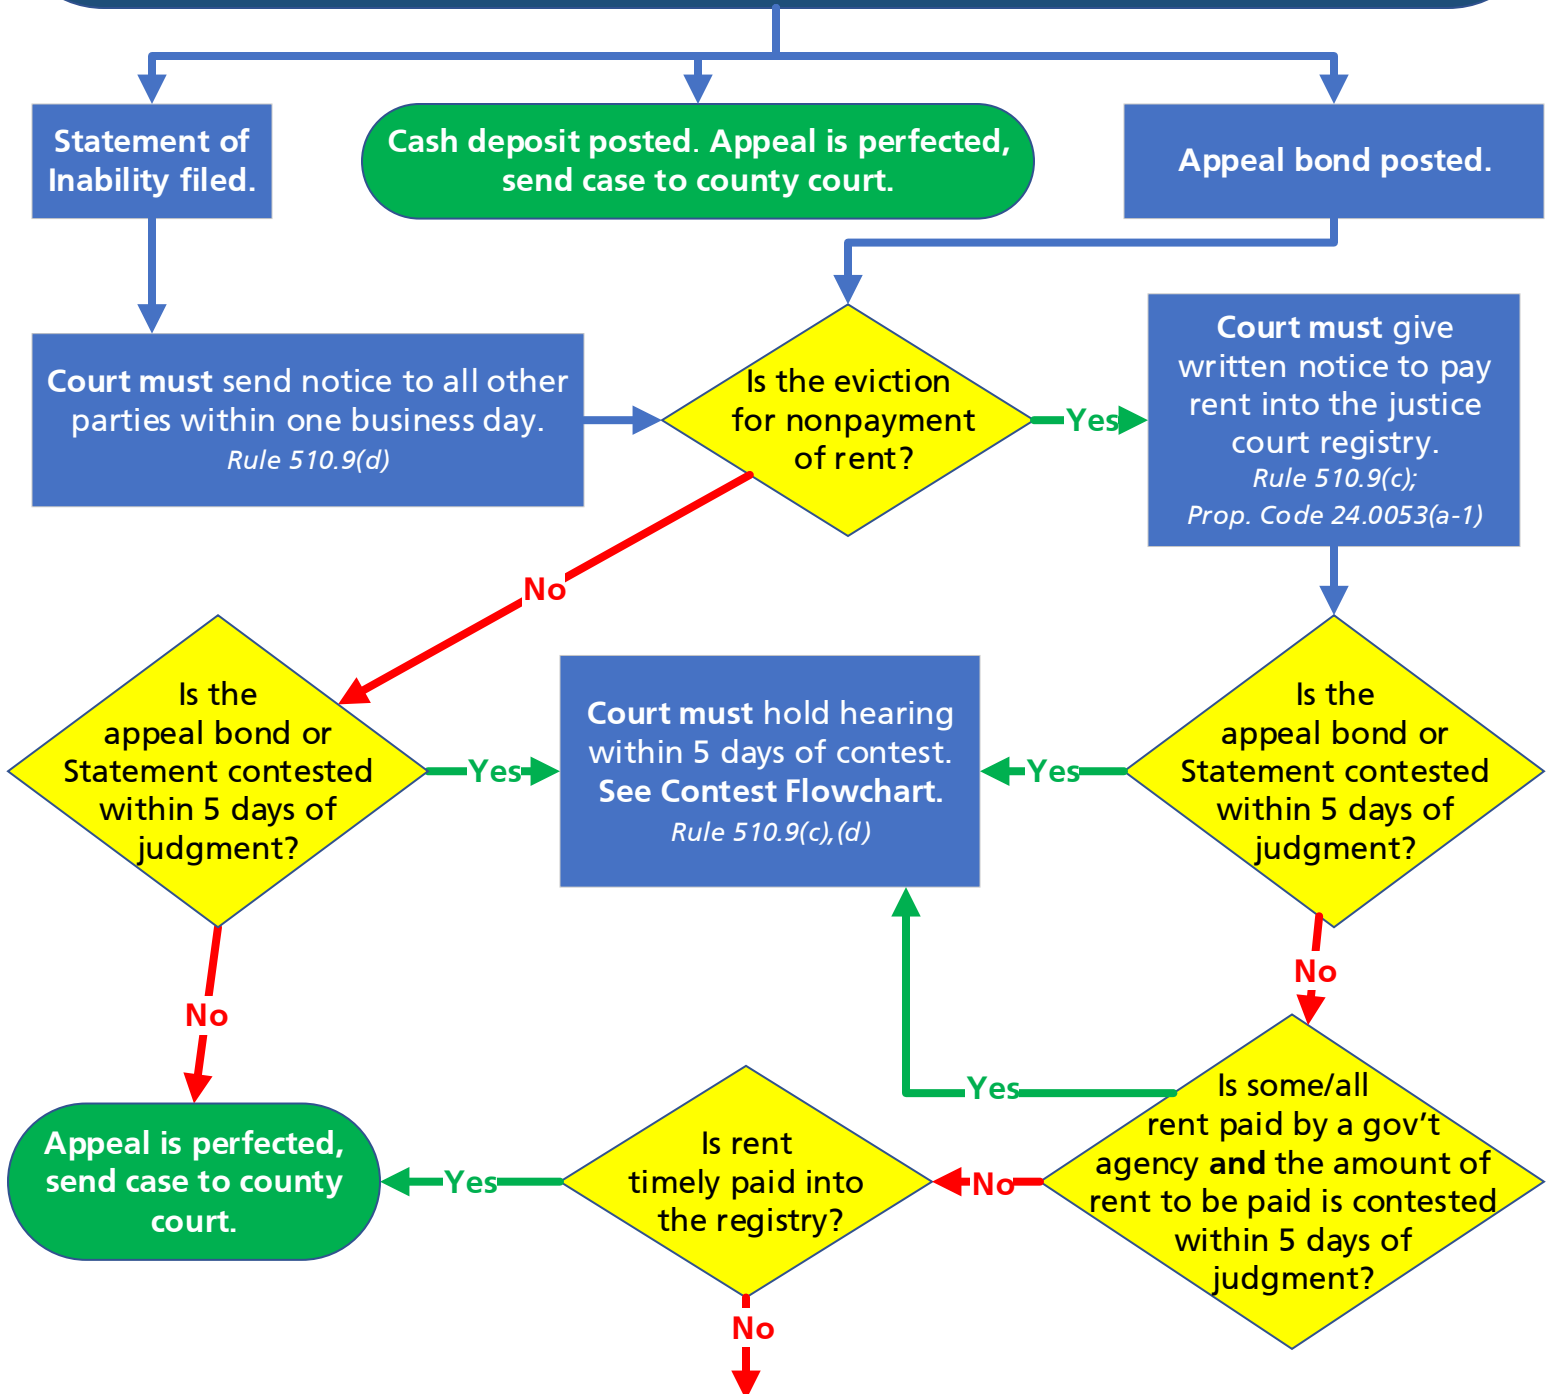 Statement of
Inability filed.
Cash deposit posted. Appeal is perfected,
send case to county court.
Appeal bond posted.
Court must send notice to all other
parties within one business day.
Rule 510.9(d)
Is the eviction
for nonpayment
of rent?
Yes
Court must give
written notice to pay
rent into the justice
court registry.
Rule 510.9(c);
Prop. Code 24.0053(a-1)
No
Is the
appeal bond or
Statement contested
within 5 days of
judgment?
Yes
Court must hold hearing
within 5 days of contest.
See Contest Flowchart.
Rule 510.9(c),(d)
Yes
Is the
appeal bond or
Statement contested
within 5 days of
judgment?
No
No
Yes
Appeal is perfected,
send case to county
court.
Yes
Is rent
timely paid into
the registry?
No
Is some/all
rent paid by a gov’t
agency and the amount of
rent to be paid is contested
within 5 days of
judgment?
No